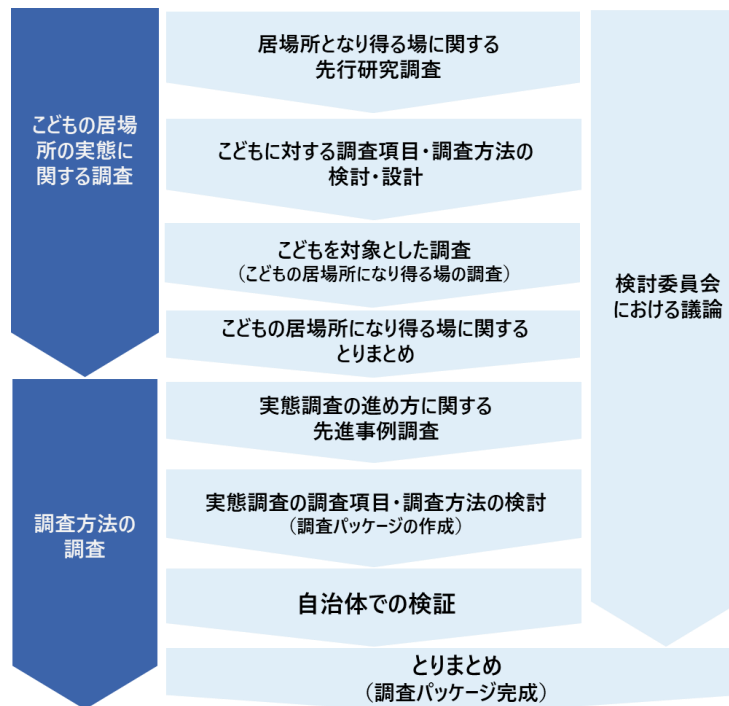 こどもの居場
所の実態に
関する調査
居場所となり得る場に関する
先行研究調査
こどもに対する調査項目・調査方法の
検討・設計
こどもを対象とした調査
（こどもの居場所になり得る場の調査）
こどもの居場所になり得る場に関する
とりまとめ
調査方法の
調査
実態調査の進め方に関する
先進事例調査
実態調査の調査項目・調査方法の検討
（調査パッケージの作成）
自治体での検証
検討委員会
における議論
とりまとめ
（調査パッケージ完成）